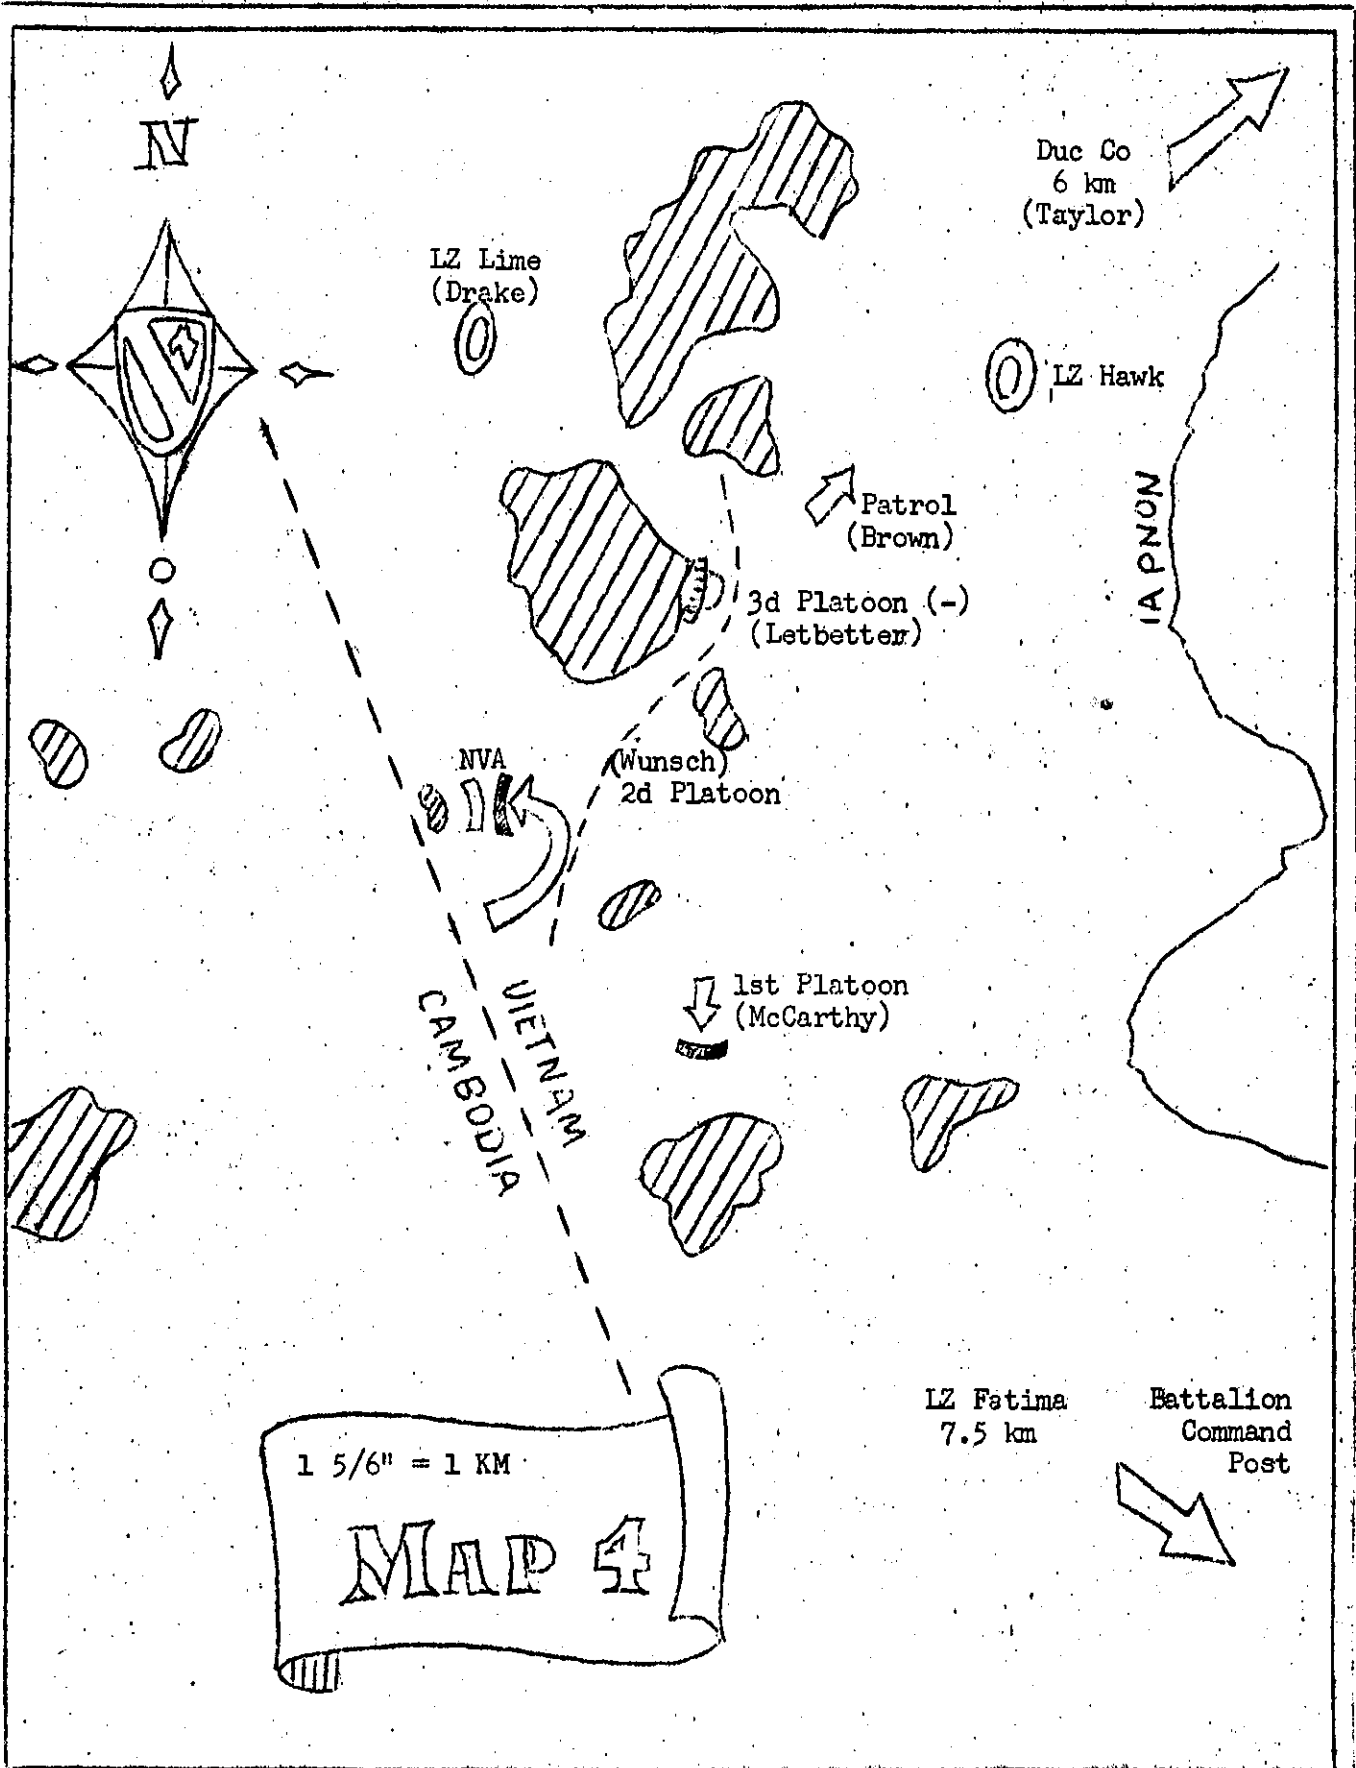 N
Duc Co
6 km
(Taylor)
LZ Lime
(Drake)
LZ Hawk
Patrol
(Brown)
IA PNON
3d Platoon (-)
(Letbetter)
NVA
(Wunsch)
2d Platoon
1st Platoon
(McCarthy)
VIETNAM
CAMBODIA
LZ Fatima
7.5 km
Battalion
Command
Post
1 5/6" = 1 KM
MAP 4